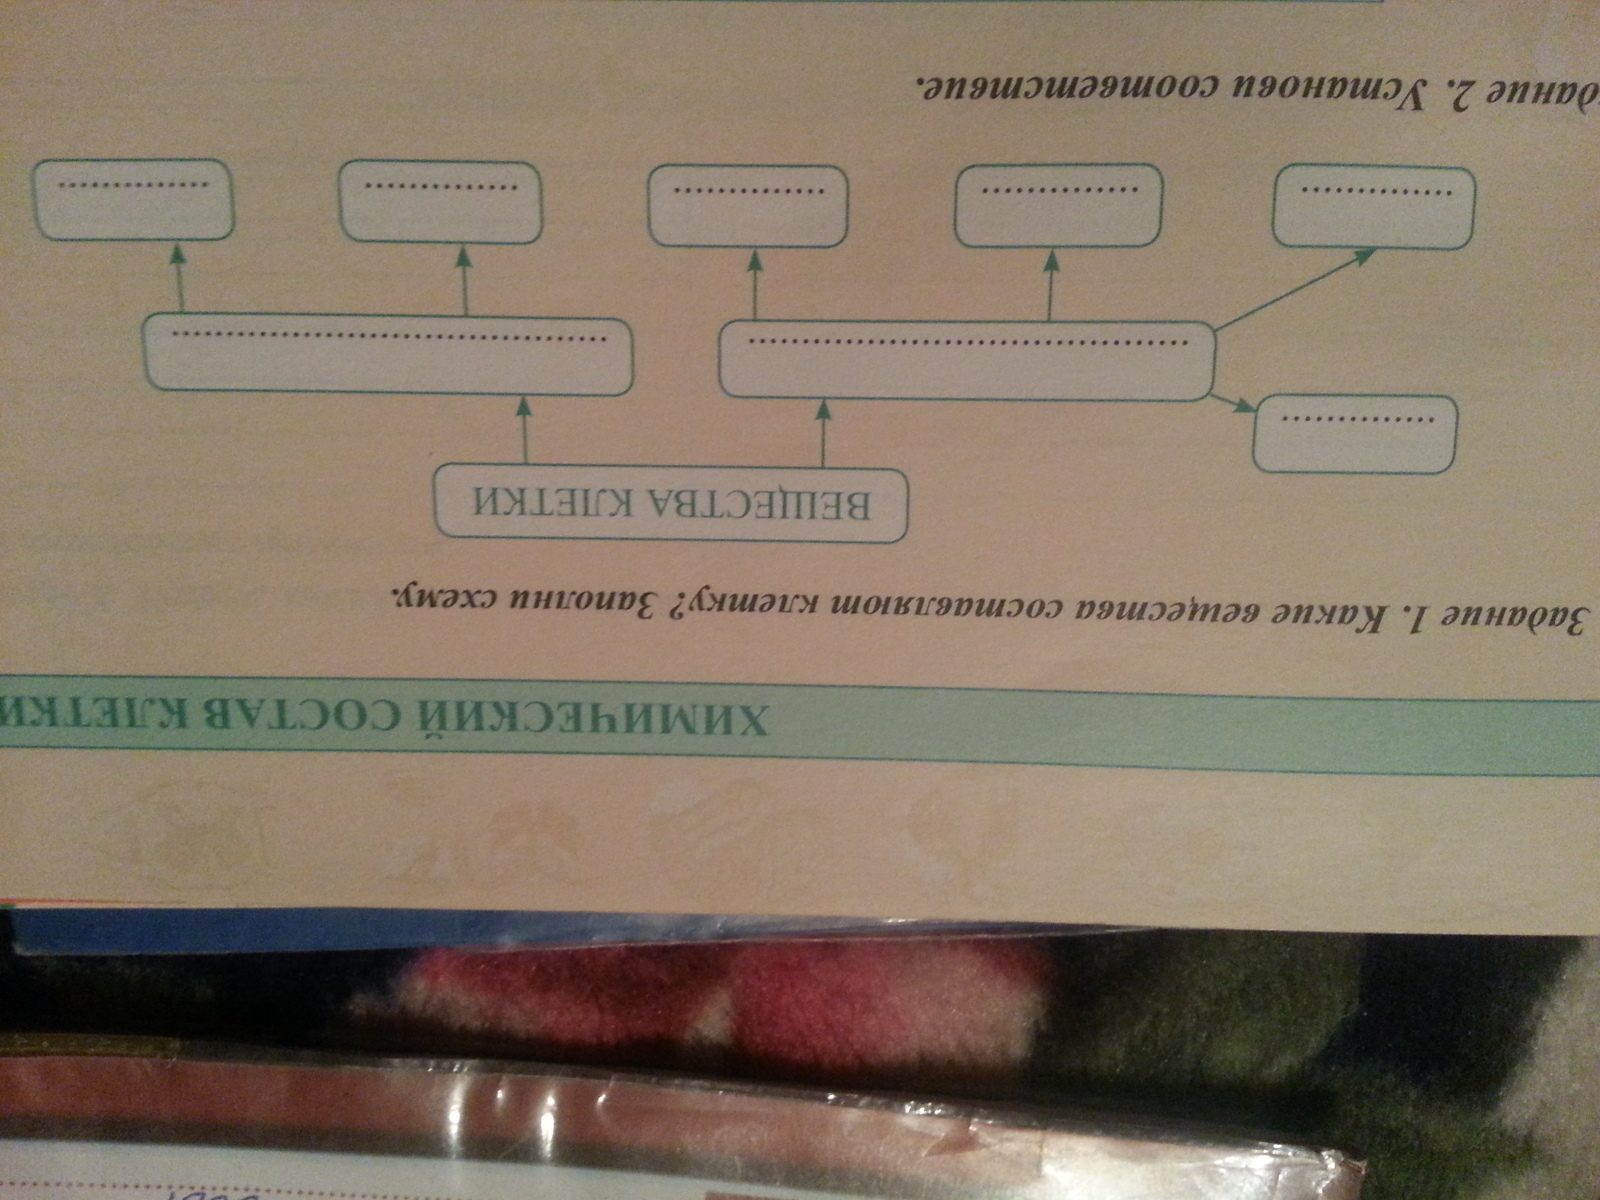 ХИМИЧЕСКИЙ СОСТАВ КЛЕТКИ
Задание 1. Какие вещества составляют клетку? Заполни схему.
ВЕЩЕСТВА КЛЕТКИ
дание 2. Установи соответствие.